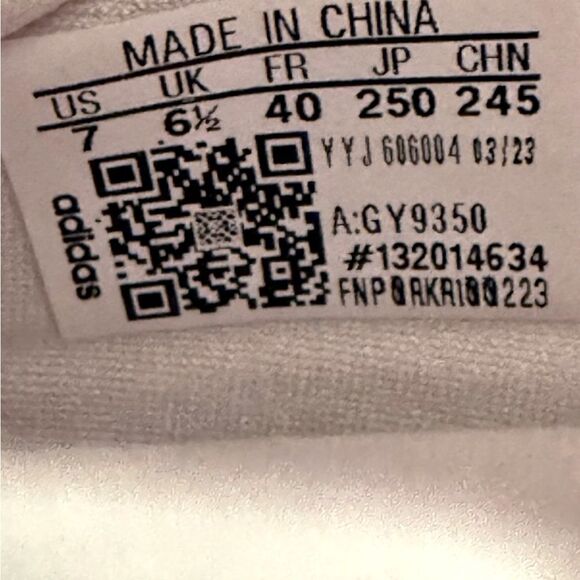 MADE IN CHINA
US UK FR JP CHN
7 6½ 40 250 245
YYJ 606004 03/23
adidas
A:GY9350
#132014634